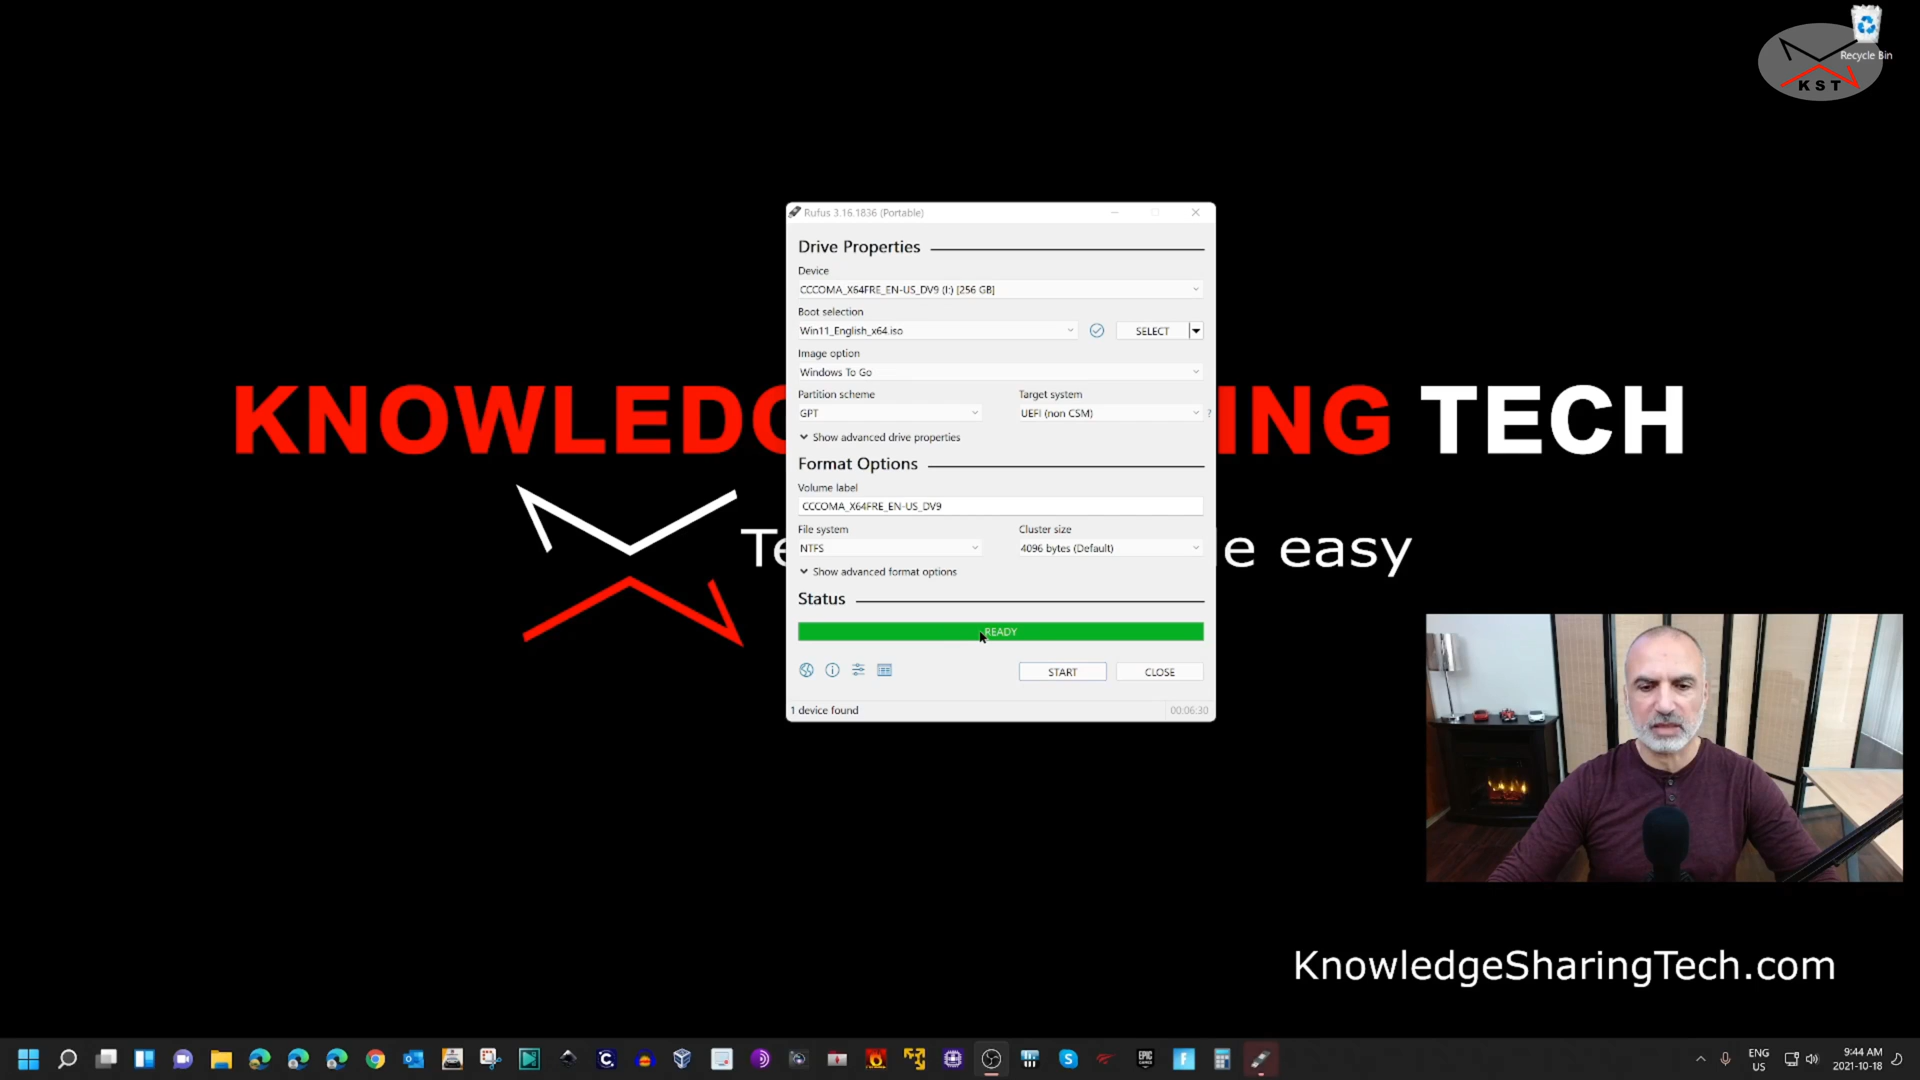 Recycle Bin
KST
Rufus 3.16.1836 (Portable)
Drive Properties
Device
CCCOMA_X64FRE_EN-US_DV9 (I:) [256 GB]
Boot selection
Win11_English_x64.iso
SELECT
Image option
Windows To Go
Partition scheme
Target system
GPT
UEFI (non CSM)
?
Show advanced drive properties
KNOWLEDG
ING TECH
Format Options
Volume label
CCCOMA_X64FRE_EN-US_DV9
File system
Cluster size
NTFS
4096 bytes (Default)
Te
e easy
Show advanced format options
Status
READY
START
CLOSE
1 device found
00:06:30
KnowledgeSharingTech.com
EPIC
ENG
US
9:44 AM
2021-10-18